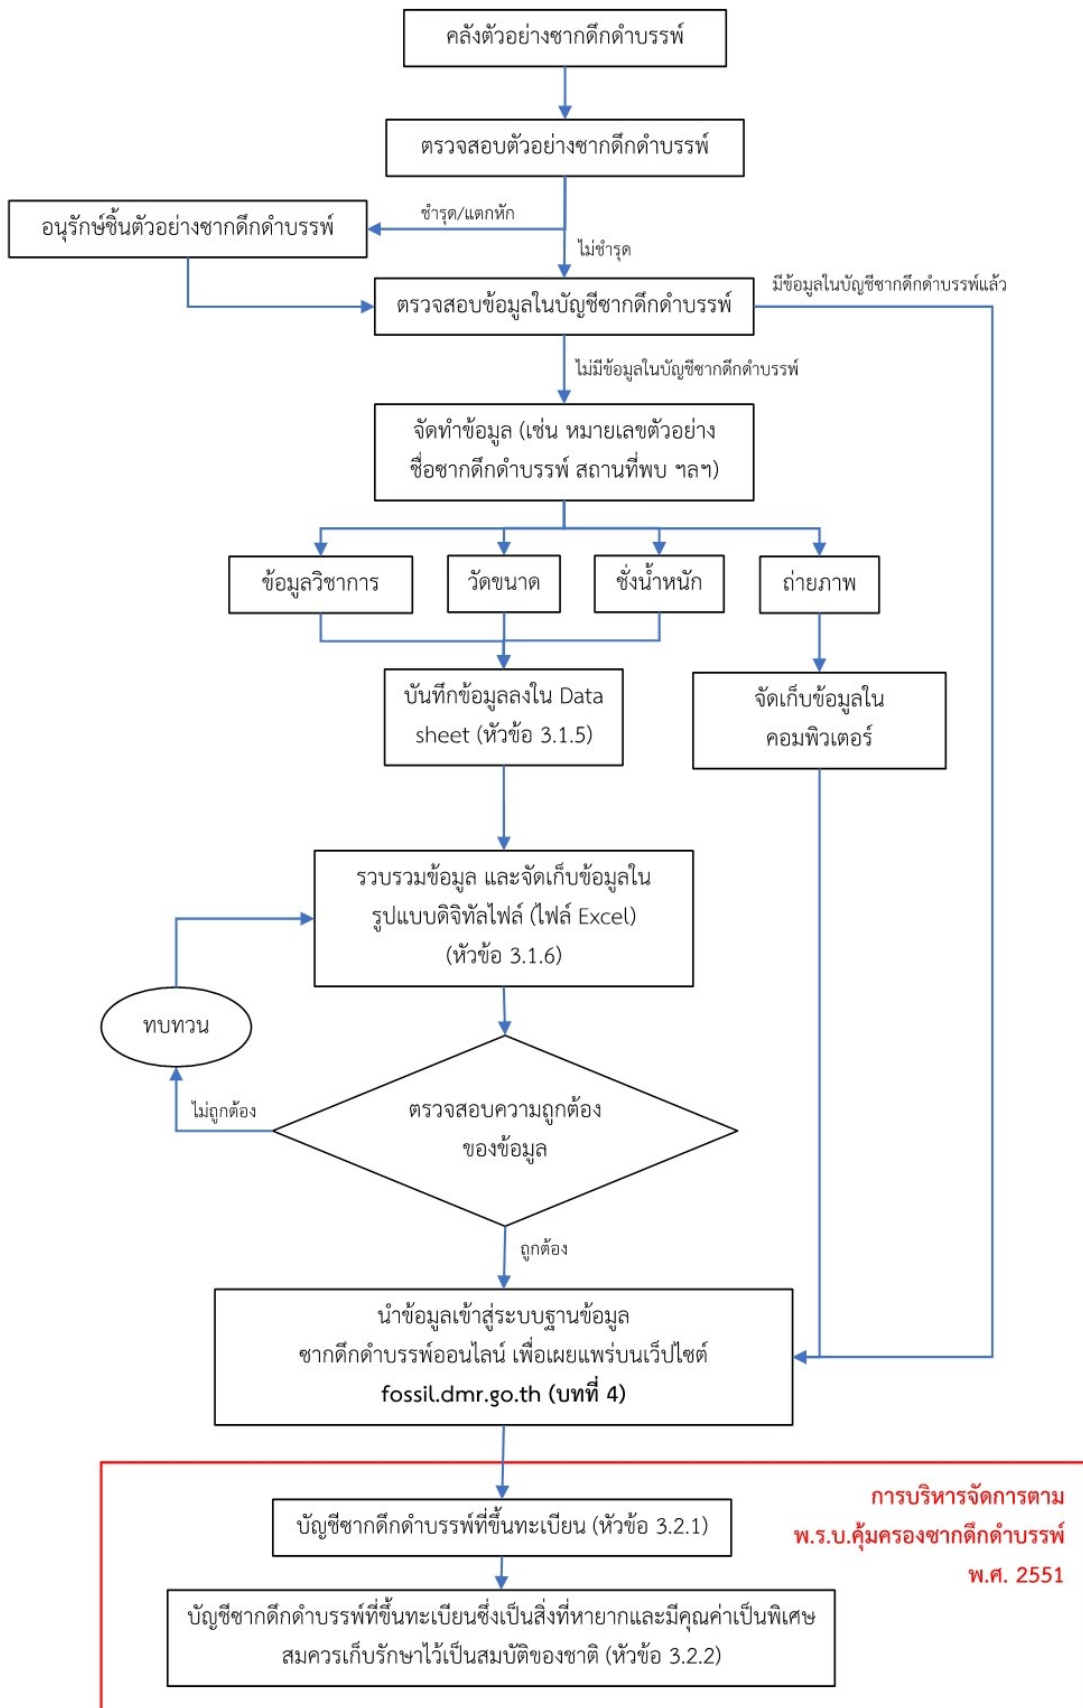 คลังตัวอย่างซากดึกดำบรรพ์
ตรวจสอบตัวอย่างซากดึกดำบรรพ์
ชำรุด/แตกหัก
อนุรักษ์ชิ้นตัวอย่างซากดึกดำบรรพ์
ไม่ชำรุด
มีข้อมูลในบัญชีซากดึกดำบรรพ์แล้ว
ตรวจสอบข้อมูลในบัญชีซากดึกดำบรรพ์
ไม่มีข้อมูลในบัญชีซากดึกดำบรรพ์
จัดทำข้อมูล (เช่น หมายเลขตัวอย่าง
ชื่อซากดึกดำบรรพ์ สถานที่พบ ฯลฯ)
ข้อมูลวิชาการ
วัดขนาด
ชั่งน้ำหนัก
ถ่ายภาพ
บันทึกข้อมูลลงใน Data
sheet (หัวข้อ 3.1.5)
จัดเก็บข้อมูลใน
คอมพิวเตอร์
รวบรวมข้อมูล และจัดเก็บข้อมูลใน
รูปแบบดิจิทัลไฟล์ (ไฟล์ Excel)
(หัวข้อ 3.1.6)
ทบทวน
ไม่ถูกต้อง
ตรวจสอบความถูกต้อง
ของข้อมูล
ถูกต้อง
นำข้อมูลเข้าสู่ระบบฐานข้อมูล
ซากดึกดำบรรพ์ออนไลน์ เพื่อเผยแพร่บนเว็ปไซต์
fossil.dmr.go.th (บทที่ 4)
การบริหารจัดการตาม
พ.ร.บ.คุ้มครองซากดึกดำบรรพ์
พ.ศ. 2551
บัญชีซากดึกดำบรรพ์ที่ขึ้นทะเบียน (หัวข้อ 3.2.1)
บัญชีซากดึกดำบรรพ์ที่ขึ้นทะเบียนซึ่งเป็นสิ่งที่หายากและมีคุณค่าเป็นพิเศษ
สมควรเก็บรักษาไว้เป็นสมบัติของชาติ (หัวข้อ 3.2.2)